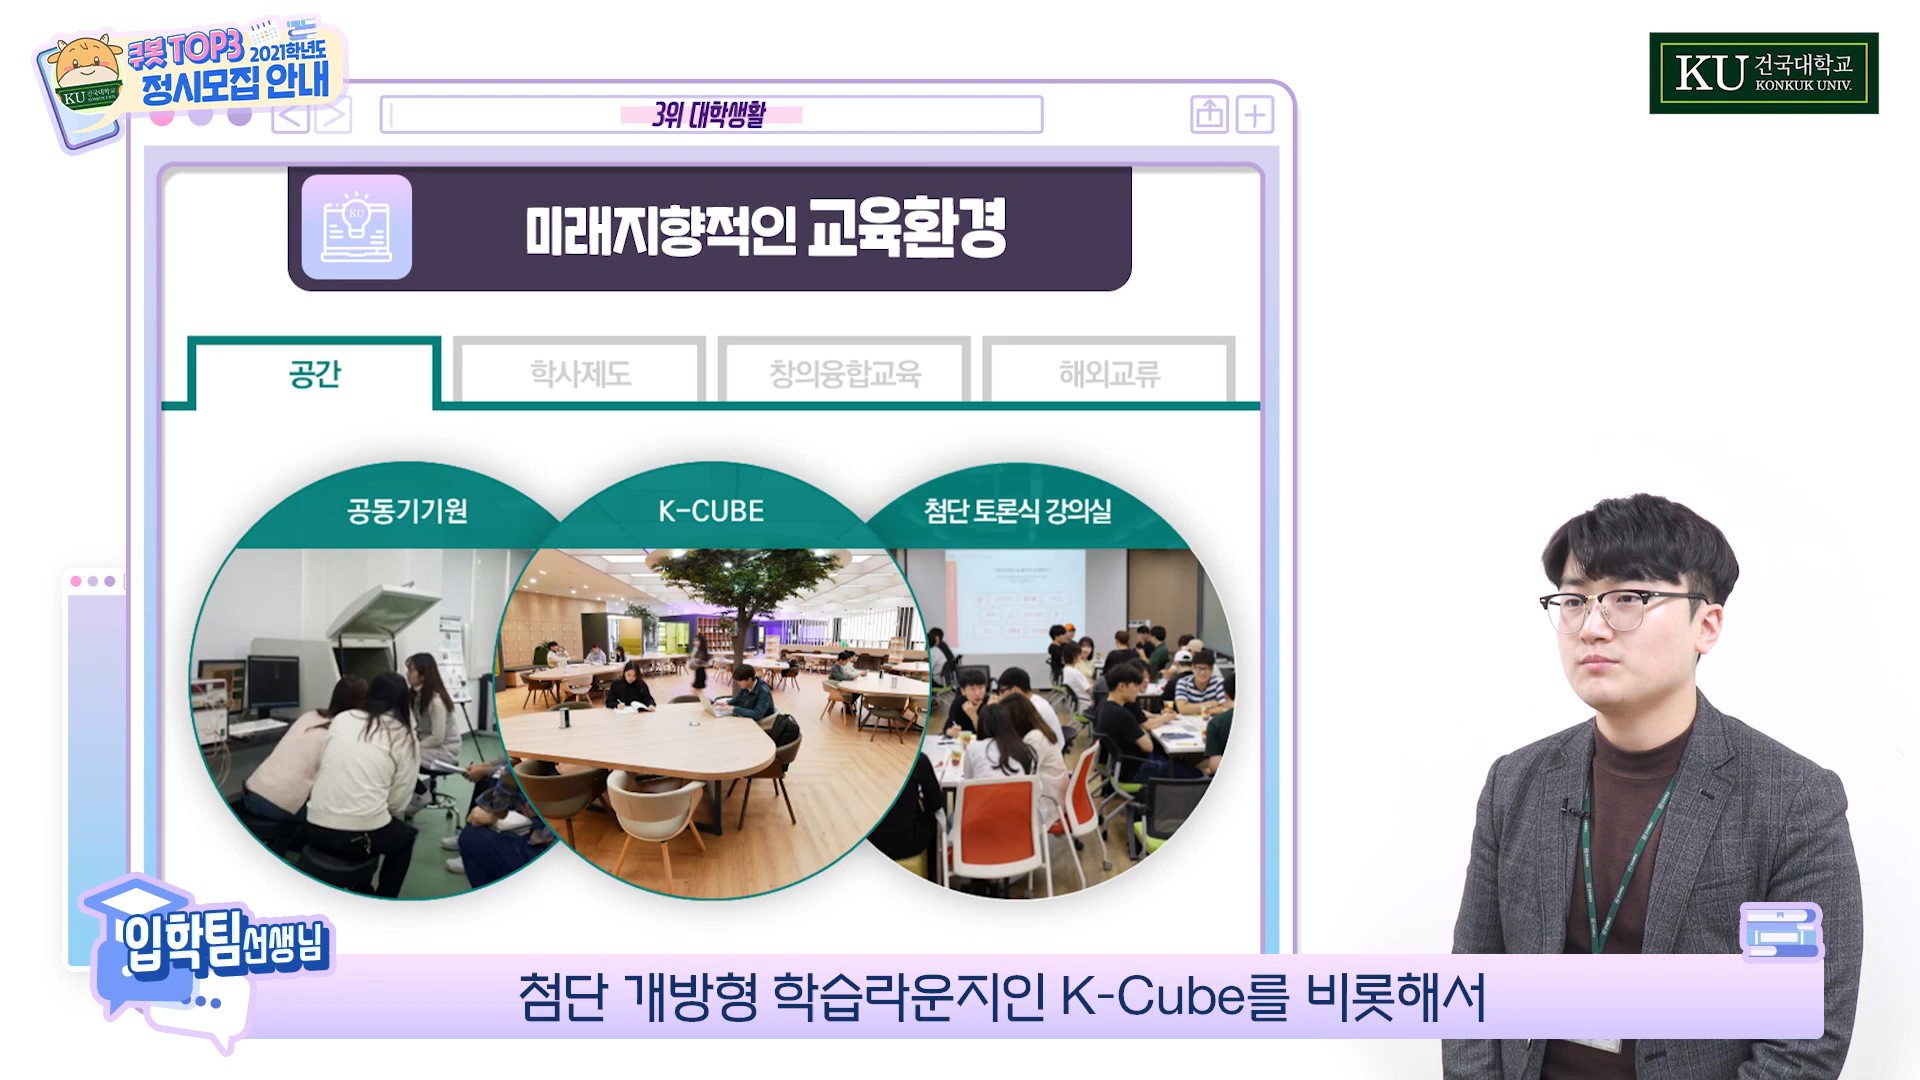 쿠봇 TOP3
2021학년도
정시모집 안내
KU 건국대학교
KONKUK UNIV.
KU 건국대학교
KONKUK UNIV.
3위 대학생활
KU
미래지향적인 교육환경
공간
학사제도
창의융합교육
해외교류
공동기기원
K-CUBE
첨단 토론식 강의실
입학팀 선생님
첨단 개방형 학습라운지인 K-Cube를 비롯해서